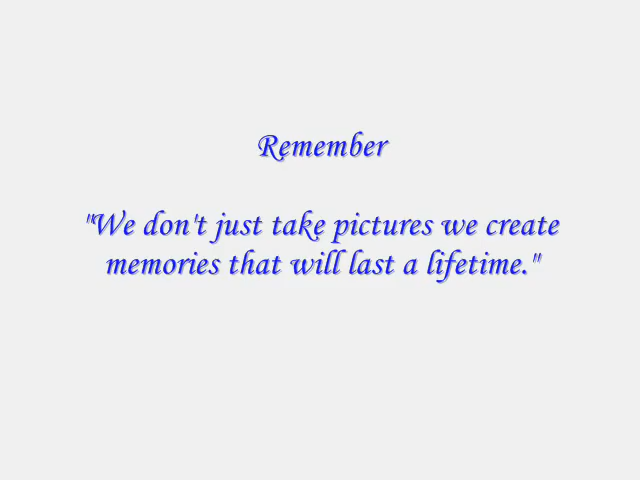 Remember
"We don't just take pictures we create
memories that will last a lifetime."